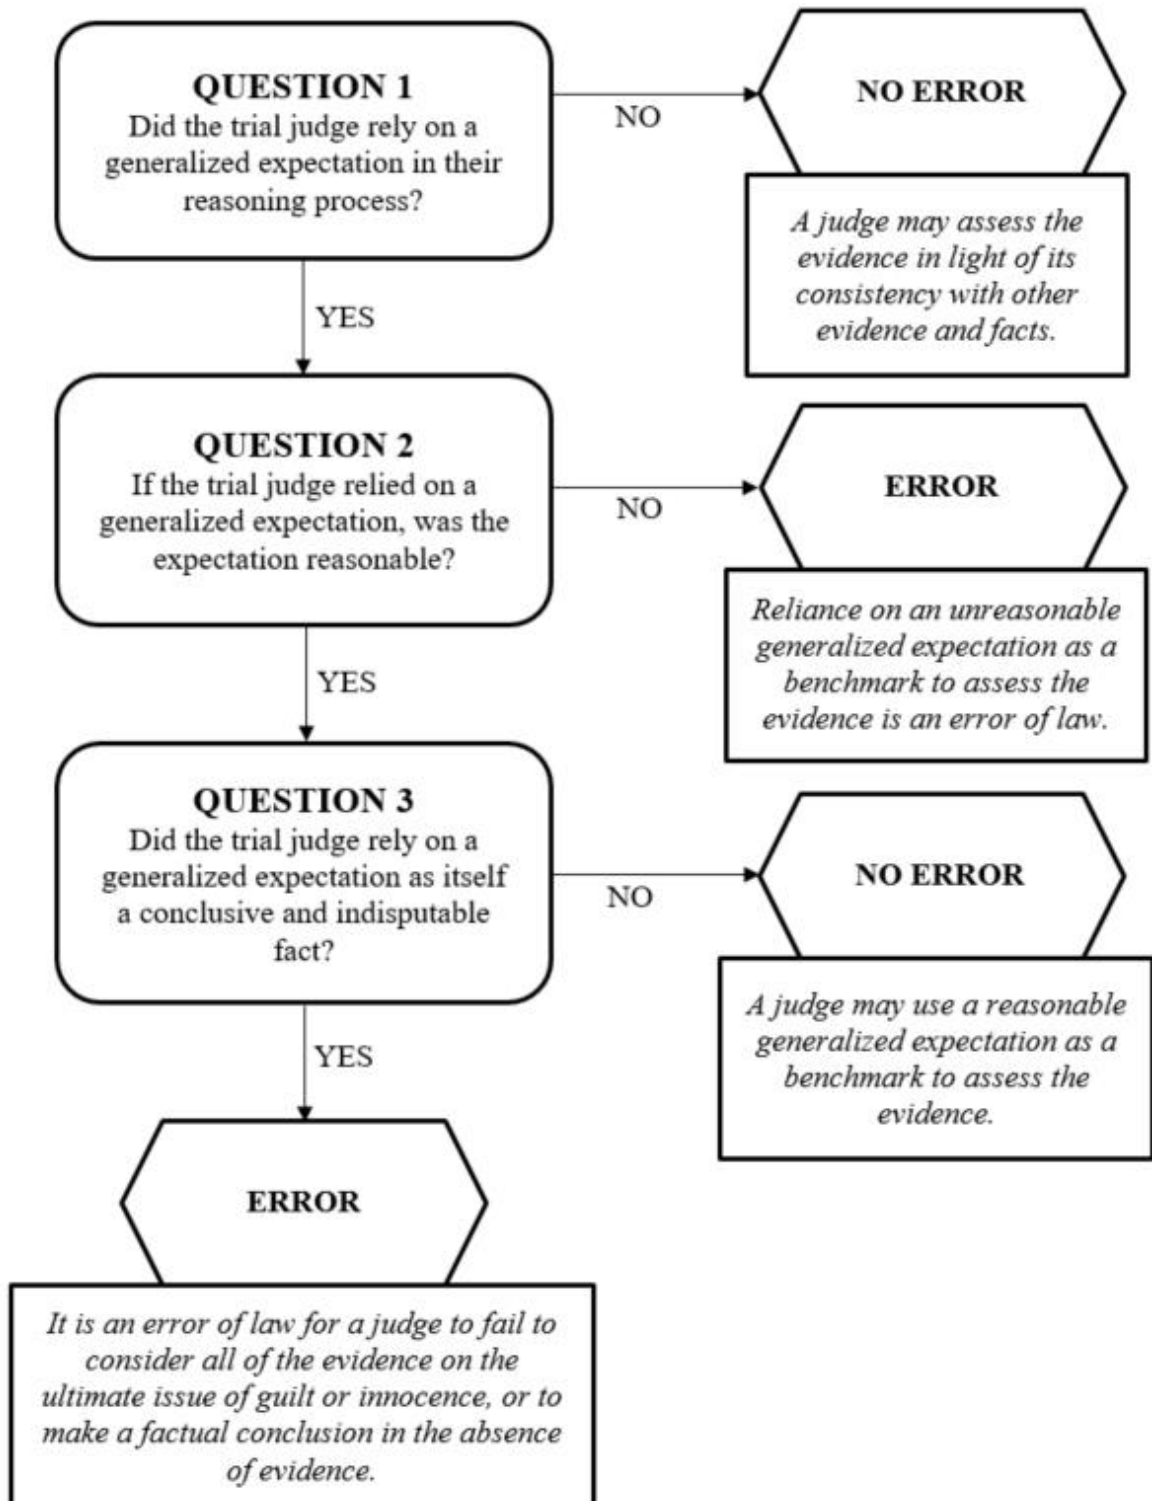 QUESTION 1
Did the trial judge rely on a
generalized expectation in their
reasoning process?
NO
NO ERROR
A judge may assess the
evidence in light of its
consistency with other
evidence and facts.
YES
QUESTION 2
If the trial judge relied on a
generalized expectation, was the
expectation reasonable?
NO
ERROR
Reliance on an unreasonable
generalized expectation as a
benchmark to assess the
evidence is an error of law.
YES
QUESTION 3
Did the trial judge rely on a
generalized expectation as itself
a conclusive and indisputable
fact?
NO
NO ERROR
A judge may use a reasonable
generalized expectation as a
benchmark to assess the
evidence.
YES
ERROR
It is an error of law for a judge to fail to
consider all of the evidence on the
ultimate issue of guilt or innocence, or to
make a factual conclusion in the absence
of evidence.